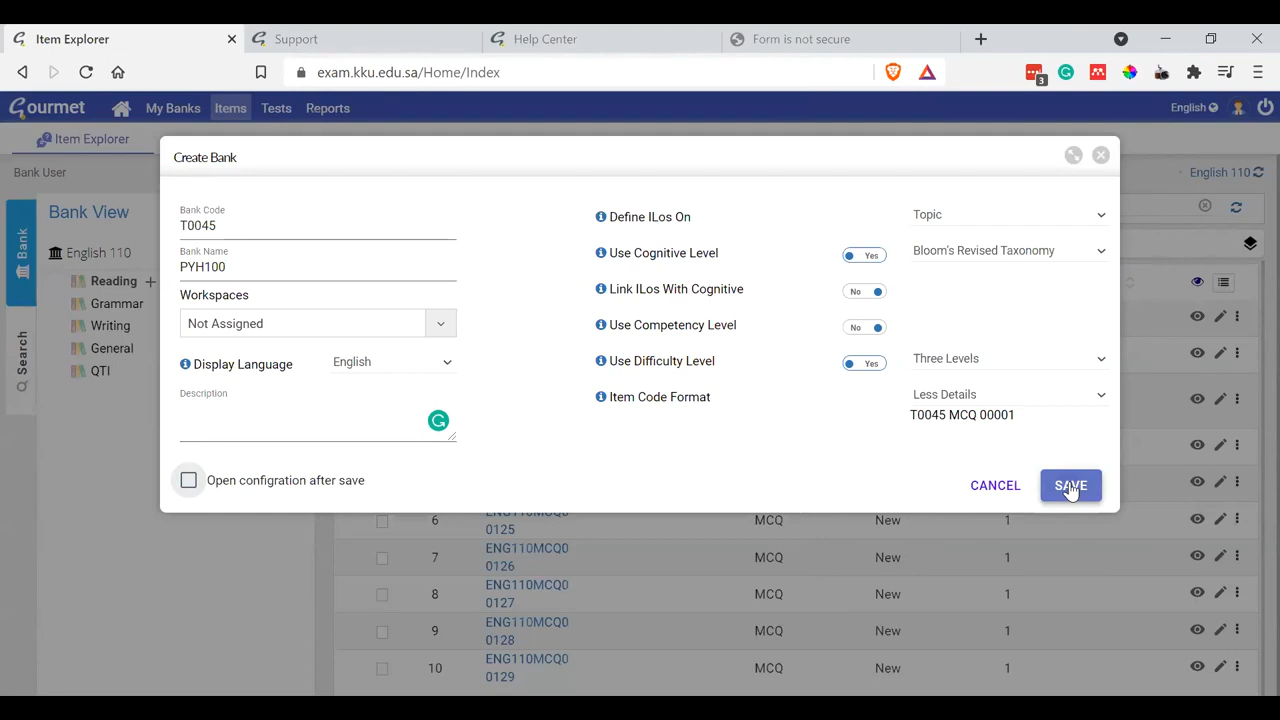 Item Explorer
Support
Help Center
Form is not secure
exam.kku.edu.sa/Home/Index
3
Gourmet
My Banks
Items
Tests
Reports
English
Item Explorer
Bank User
English 110
Bank
Search
Bank View
English 110
Reading
Grammar
Writing
General
QTI
Create Bank
Bank Code
T0045
Bank Name
PYH100
Workspaces
Not Assigned
Display Language
English
Description
Open configration after save
Define ILos On
Topic
Use Cognitive Level
Yes
Bloom's Revised Taxonomy
Link ILos With Cognitive
No
Use Competency Level
No
Use Difficulty Level
Yes
Three Levels
Item Code Format
Less Details
T0045 MCQ 00001
CANCEL
SAVE
6
ENG110MCQ0
0125
MCQ
New
1
7
ENG110MCQ0
0126
MCQ
New
1
8
ENG110MCQ0
0127
MCQ
New
1
9
ENG110MCQ0
0128
MCQ
New
1
10
ENG110MCQ0
0129
MCQ
New
1